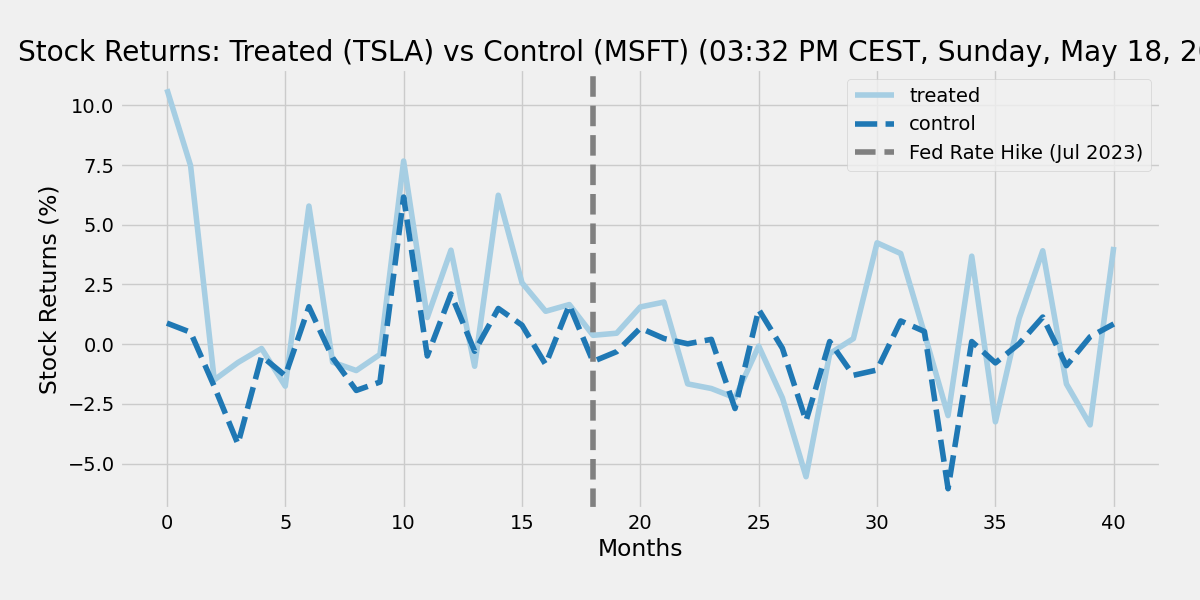 Stock Returns: Treated (TSLA) vs Control (MSFT) (03:32 PM CEST, Sunday, May 18, 20
treated
control
Fed Rate Hike (Jul 2023)
Stock Returns (%)
10.0
7.5
5.0
2.5
0.0
−2.5
−5.0
0 5 10 15 20 25 30 35 40
Months